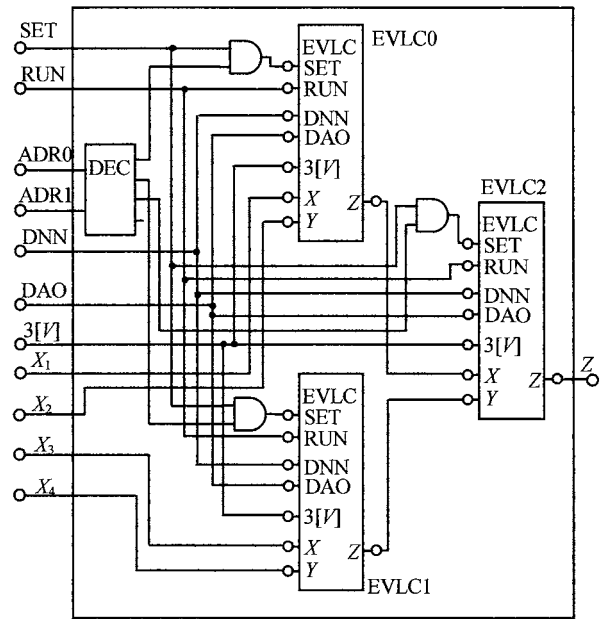 SET
RUN
ADR0
ADR1
DNN
DAO
3[V]
X₁
X₂
X₃
X₄
DEC
EVLC0
EVLC
SET
RUN
DNN
DAO
3[V]
X
Y
Z
EVLC2
EVLC
SET
RUN
DNN
DAO
3[V]
X
Y
Z
Z
EVLC
SET
RUN
DNN
DAO
3[V]
X
Y
Z
EVLC1